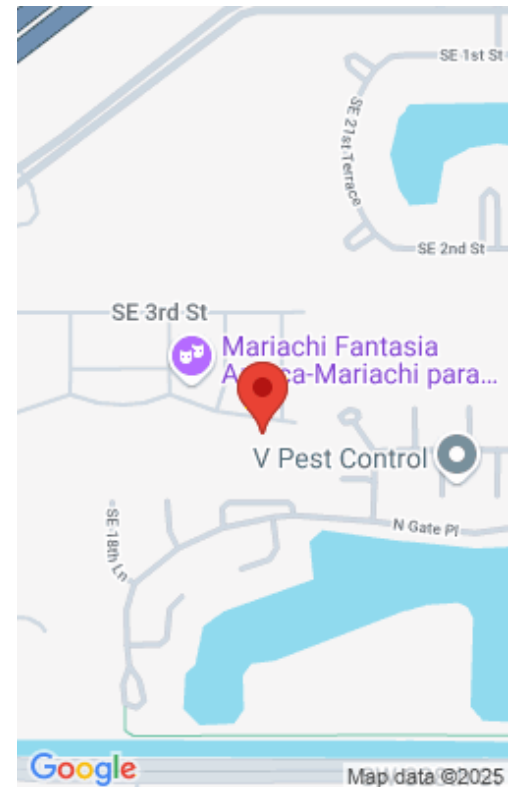 SE 1st St
SE 21st Terrace
SE 2nd St
SE 3rd St
Mariachi Fantasia
ca-Mariachi para...
V Pest Control
N Gate Pl
SE 18th Ln
Google
Map data ©2025